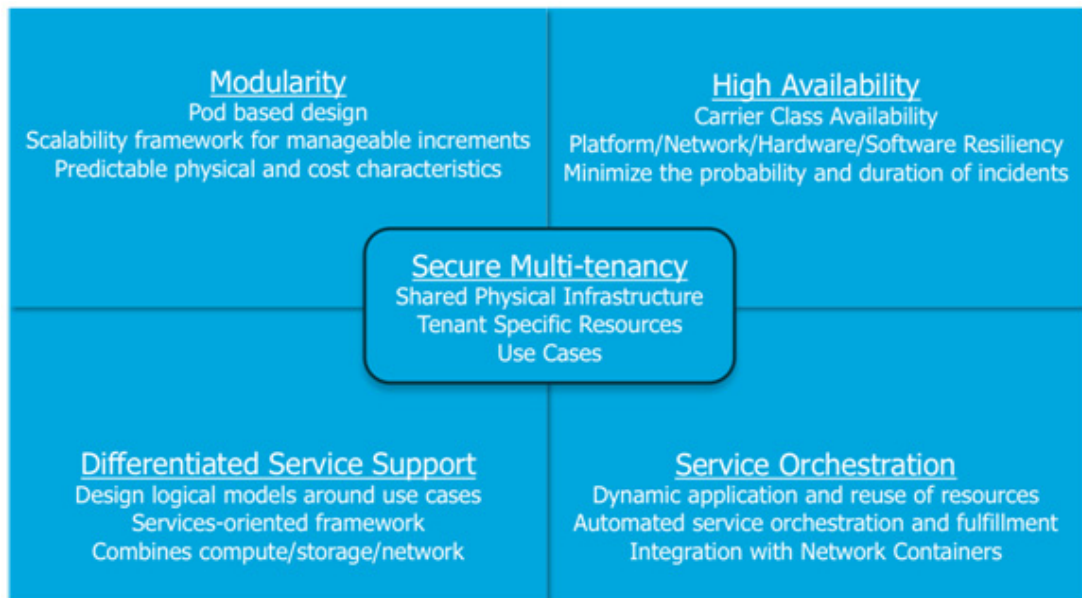 Modularity
Pod based design
Scalability framework for manageable increments
Predictable physical and cost characteristics
High Availability
Carrier Class Availability
Platform/Network/Hardware/Software Resiliency
Minimize the probability and duration of incidents
Secure Multi-tenancy
Shared Physical Infrastructure
Tenant Specific Resources
Use Cases
Differentiated Service Support
Design logical models around use cases
Services-oriented framework
Combines compute/storage/network
Service Orchestration
Dynamic application and reuse of resources
Automated service orchestration and fulfillment
Integration with Network Containers